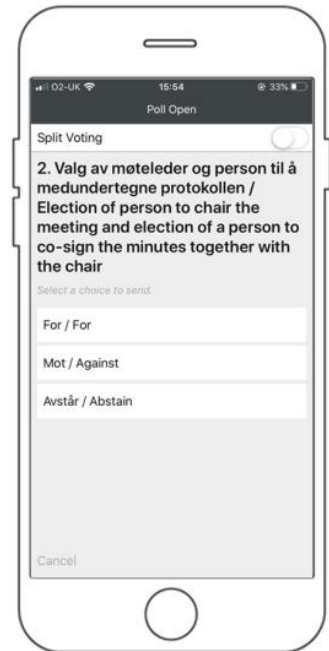 O2-UK 15:54 33%
Poll Open
Split Voting
2. Valg av møteleder og person til å
medundertegne protokollen /
Election of person to chair the
meeting and election of a person to
co-sign the minutes together with
the chair
Select a choice to send.
For / For
Mot / Against
Avstår / Abstain
Cancel